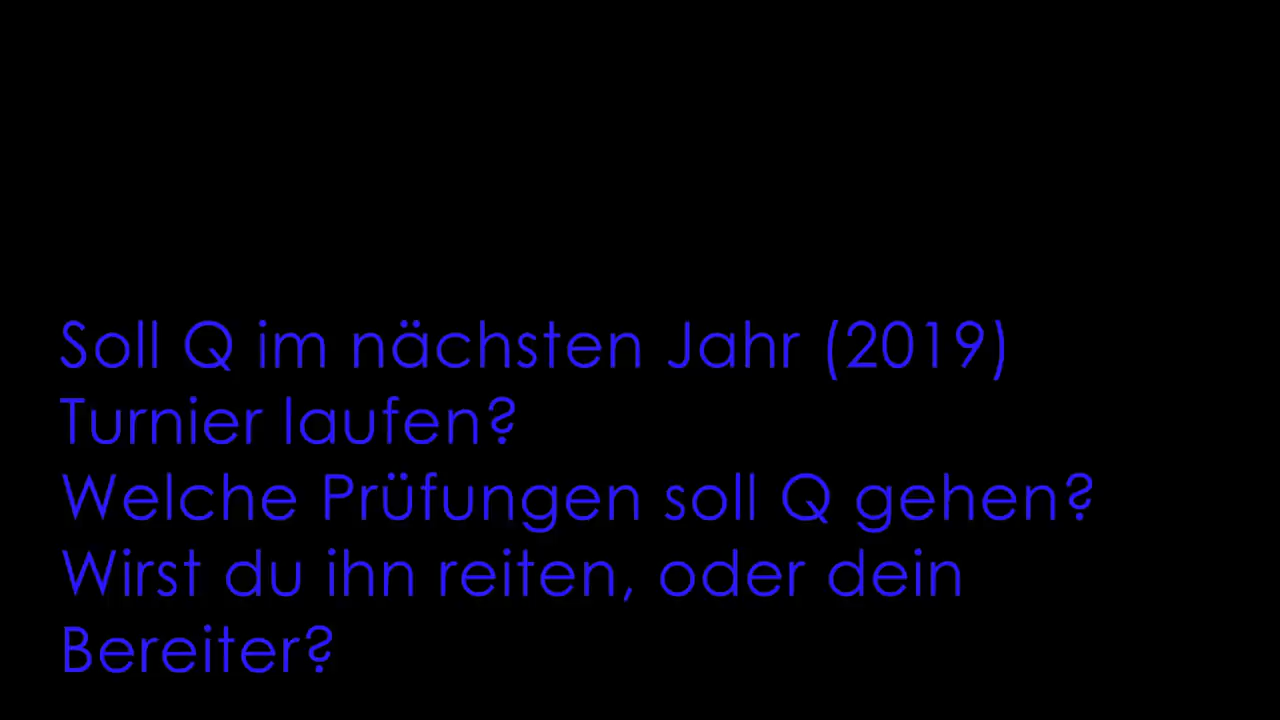 Soll Q im nächsten Jahr (2019)
Turnier laufen?
Welche Prüfungen soll Q gehen?
Wirst du ihn reiten, oder dein
Bereiter?